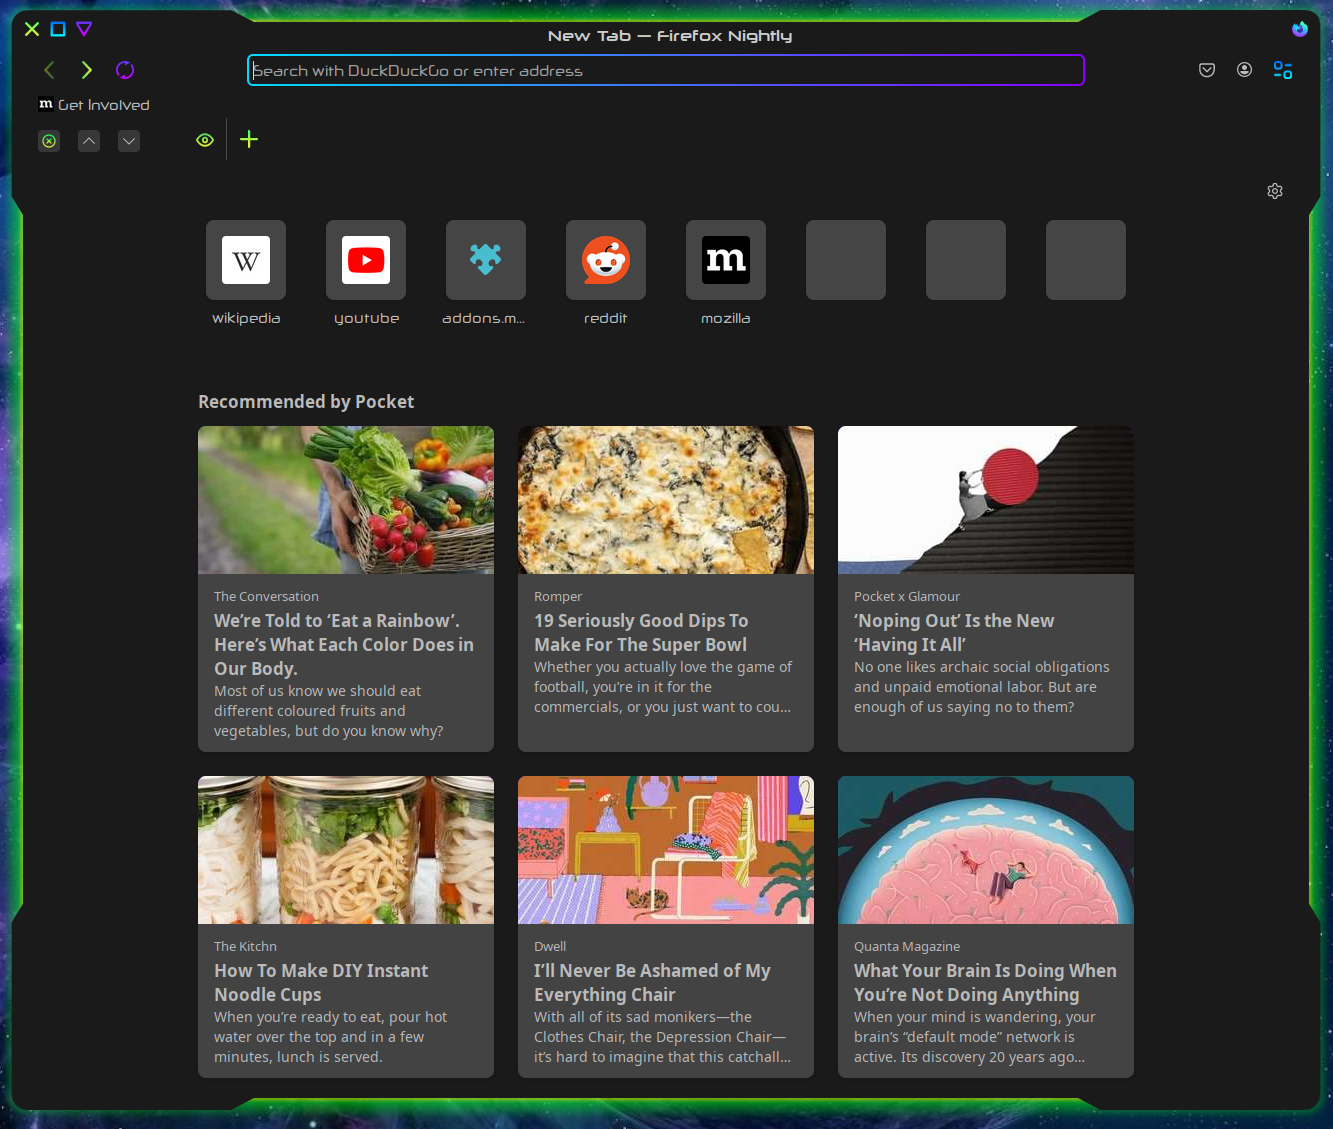 New Tab — Firefox Nightly
Search with DuckDuckGo or enter address
m Get Involved
W
m
wikipedia
youtube
addons.m...
reddit
mozilla
Recommended by Pocket
The Conversation
We’re Told to ‘Eat a Rainbow’.
Here’s What Each Color Does in
Our Body.
Most of us know we should eat
different coloured fruits and
vegetables, but do you know why?
Romper
19 Seriously Good Dips To
Make For The Super Bowl
Whether you actually love the game of
football, you’re in it for the
commercials, or you just want to cou...
Pocket x Glamour
‘Noping Out’ Is the New
‘Having It All’
No one likes archaic social obligations
and unpaid emotional labor. But are
enough of us saying no to them?
The Kitchn
How To Make DIY Instant
Noodle Cups
When you’re ready to eat, pour hot
water over the top and in a few
minutes, lunch is served.
Dwell
I’ll Never Be Ashamed of My
Everything Chair
With all of its sad monikers—the
Clothes Chair, the Depression Chair—
it’s hard to imagine that this catchall...
Quanta Magazine
What Your Brain Is Doing When
You’re Not Doing Anything
When your mind is wandering, your
brain’s “default mode” network is
active. Its discovery 20 years ago...